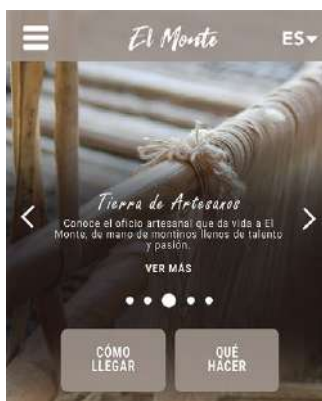 El Monte
ES
Tierra de Artesanos
Conoce el oficio artesanal que da vida a El
Monte, de mano de montinos llenos de talento
y pasión.
VER MÁS
CÓMO
LLEGAR
QUÉ
HACER